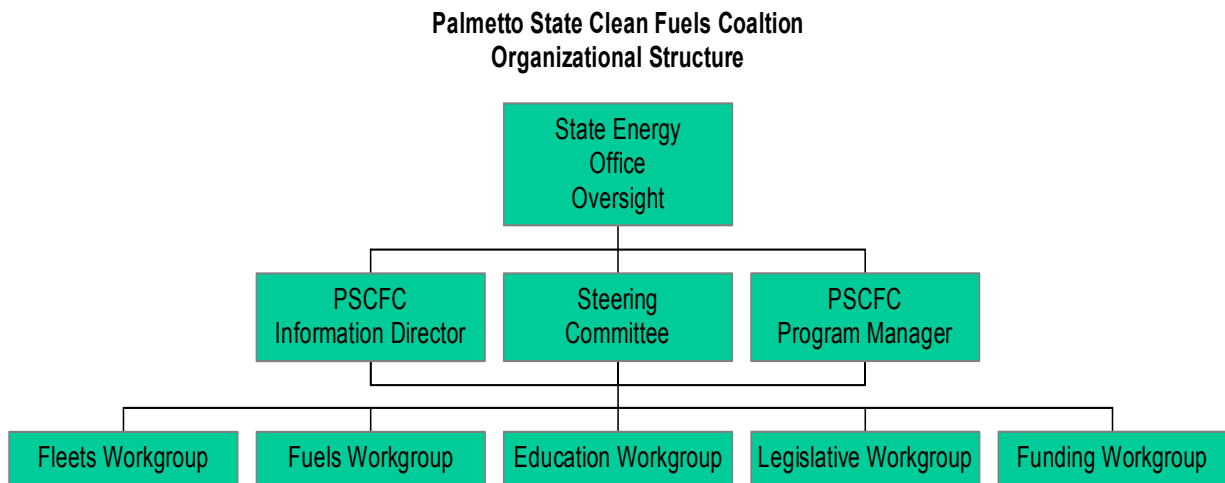 Palmetto State Clean Fuels Coaltion
Organizational Structure
State Energy
Office
Oversight
PSCFC
Information Director
Steering
Committee
PSCFC
Program Manager
Fleets Workgroup
Fuels Workgroup
Education Workgroup
Legislative Workgroup
Funding Workgroup